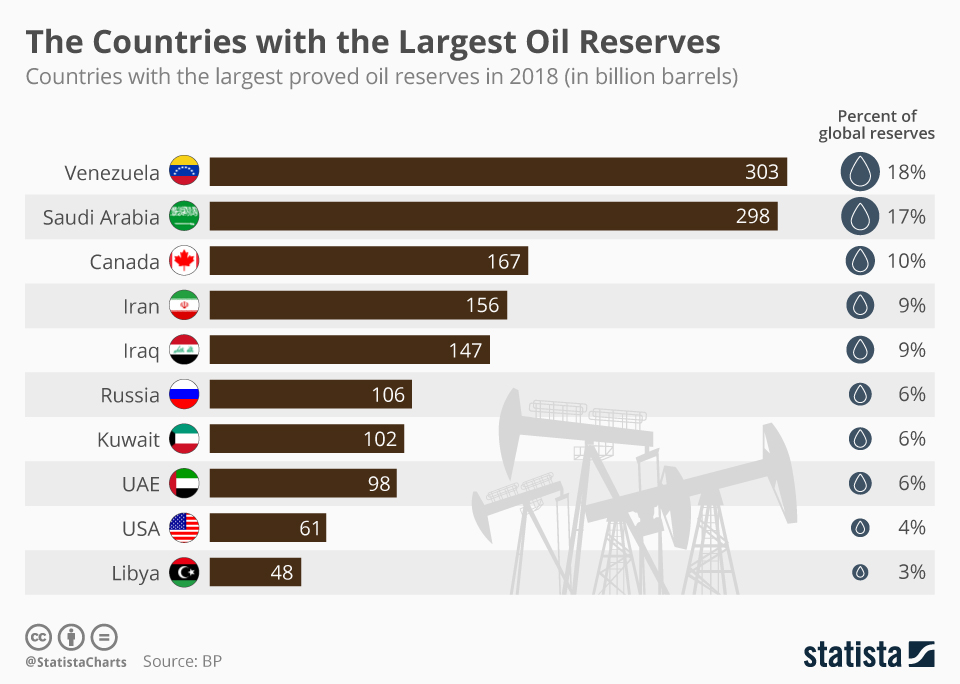 The Countries with the Largest Oil Reserves
Countries with the largest proved oil reserves in 2018 (in billion barrels)
Percent of
global reserves
Venezuela 303 18%
Saudi Arabia 298 17%
Canada 167 10%
Iran 156 9%
Iraq 147 9%
Russia 106 6%
Kuwait 102 6%
UAE 98 6%
USA 61 4%
Libya 48 3%
cc
@StatistaCharts Source: BP
statista